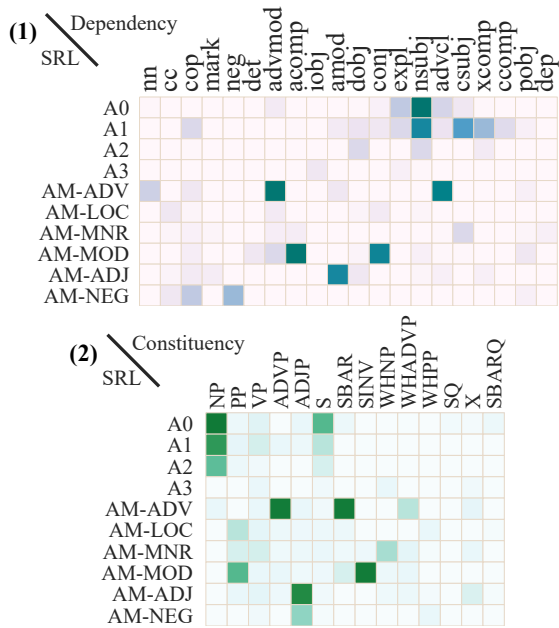 (1)
Dependency
SRL
nn cc cop mark neg det advmod acomp iobj amod dobj conj expl nsubj advcl csubj xcomp ccomp pobj dep
A0
A1
A2
A3
AM-ADV
AM-LOC
AM-MNR
AM-MOD
AM-ADJ
AM-NEG
(2)
Constituency
SRL
NP PP VP ADVP ADJP S SBAR SINV WHNP WHADVP WHPP SQ X SBARQ
A0
A1
A2
A3
AM-ADV
AM-LOC
AM-MNR
AM-MOD
AM-ADJ
AM-NEG